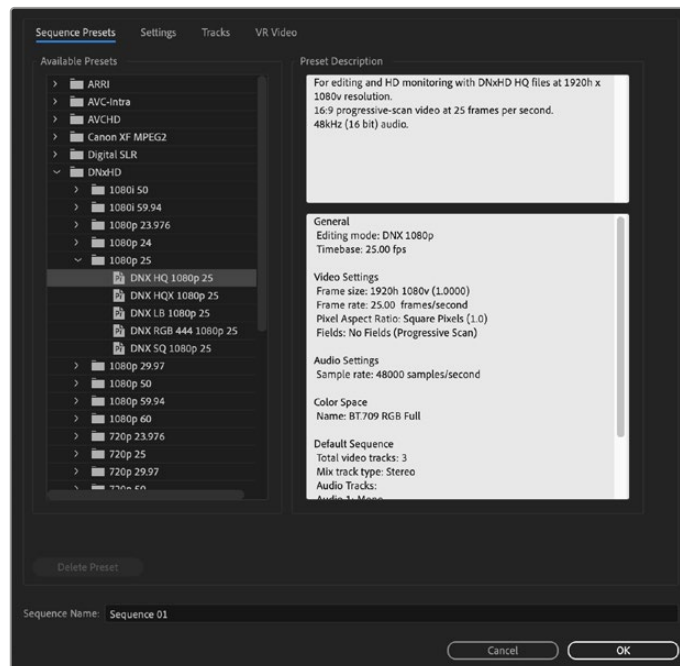 Sequence Presets
Settings
Tracks
VR Video
Available Presets
ARRI
AVC-Intra
AVCHD
Canon XF MPEG2
Digital SLR
DNxHD
1080i 50
1080i 59.94
1080p 23.976
1080p 24
1080p 25
DNX HQ 1080p 25
DNX HQX 1080p 25
DNX LB 1080p 25
DNX RGB 444 1080p 25
DNX SQ 1080p 25
1080p 29.97
1080p 50
1080p 59.94
1080p 60
720p 23.976
720p 25
720p 29.97
720p 50
Preset Description
For editing and HD monitoring with DNxHD HQ files at 1920h x
1080v resolution.
16:9 progressive-scan video at 25 frames per second.
48kHz (16 bit) audio.
General
Editing mode: DNX 1080p
Timebase: 25.00 fps
Video Settings
Frame size: 1920h 1080v (1.0000)
Frame rate: 25.00 frames/second
Pixel Aspect Ratio: Square Pixels (1.0)
Fields: No Fields (Progressive Scan)
Audio Settings
Sample rate: 48000 samples/second
Color Space
Name: BT.709 RGB Full
Default Sequence
Total video tracks: 3
Mix track type: Stereo
Audio Tracks:
Audio 1: Mono
Delete Preset
Sequence Name: Sequence 01
Cancel
OK